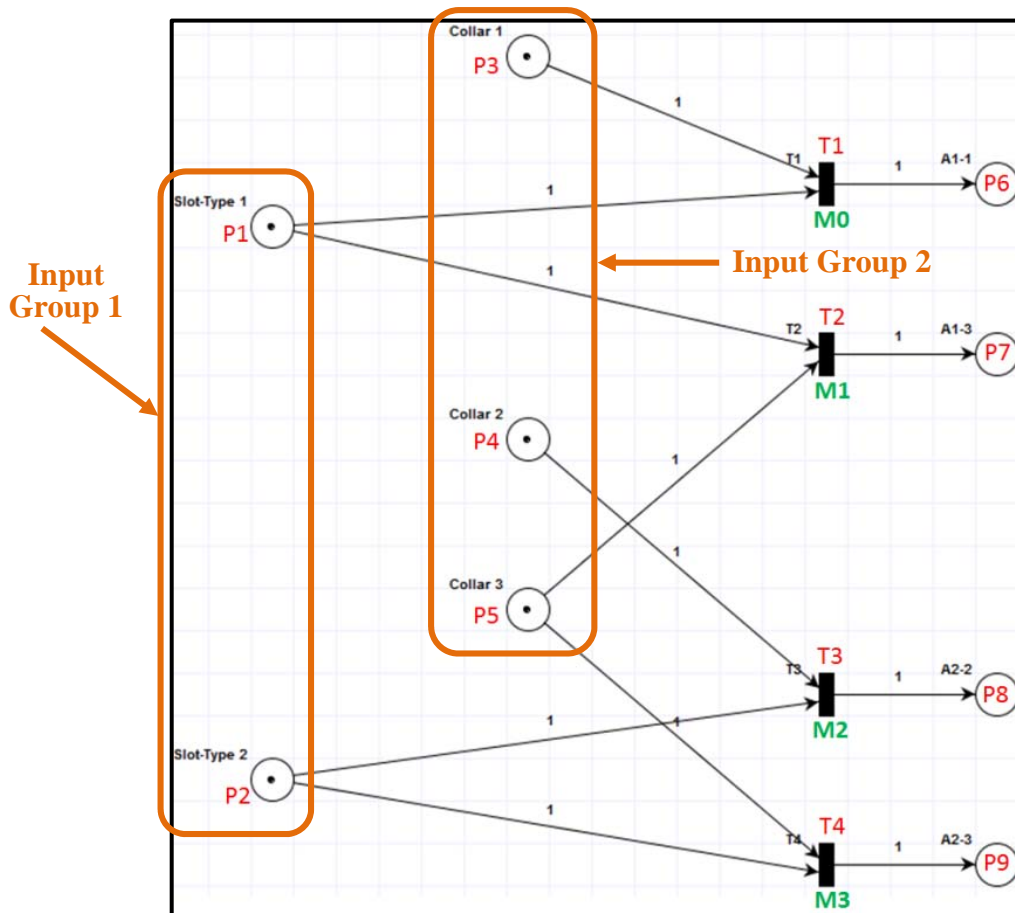 Collar 1
P3
1
T1
T1
1
A1-1
P6
M0
Slot-Type 1
P1
1
Input
Group 1
Input Group 2
1
T2
T2
1
A1-3
P7
M1
Collar 2
P4
1
Collar 3
P5
1
T3
T3
1
A2-2
P8
M2
1
1
Slot-Type 2
P2
1
T4
T4
1
A2-3
P9
M3